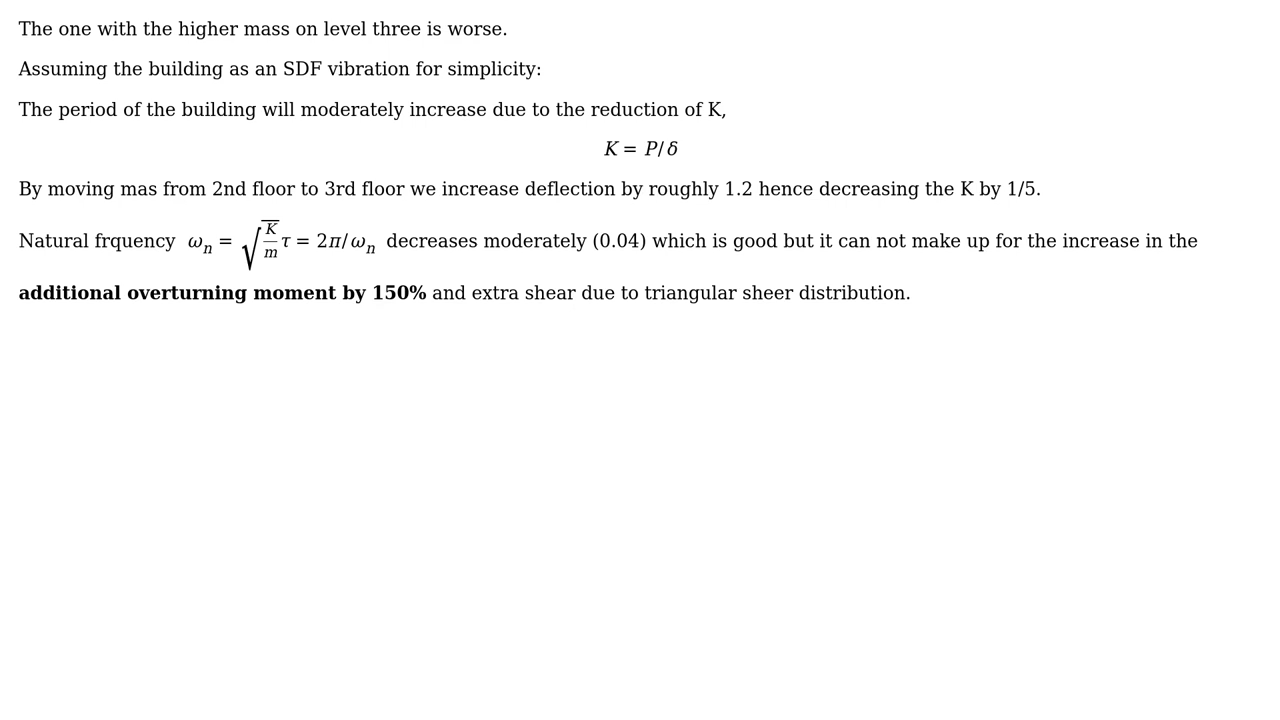 The one with the higher mass on level three is worse.
Assuming the building as an SDF vibration for simplicity:
The period of the building will moderately increase due to the reduction of K,
K = P/δ
By moving mas from 2nd floor to 3rd floor we increase deflection by roughly 1.2 hence decreasing the K by 1/5.
Natural frquency ωₙ = √(K/m) τ = 2π/ωₙ decreases moderately (0.04) which is good but it can not make up for the increase in the
additional overturning moment by 150% and extra shear due to triangular sheer distribution.